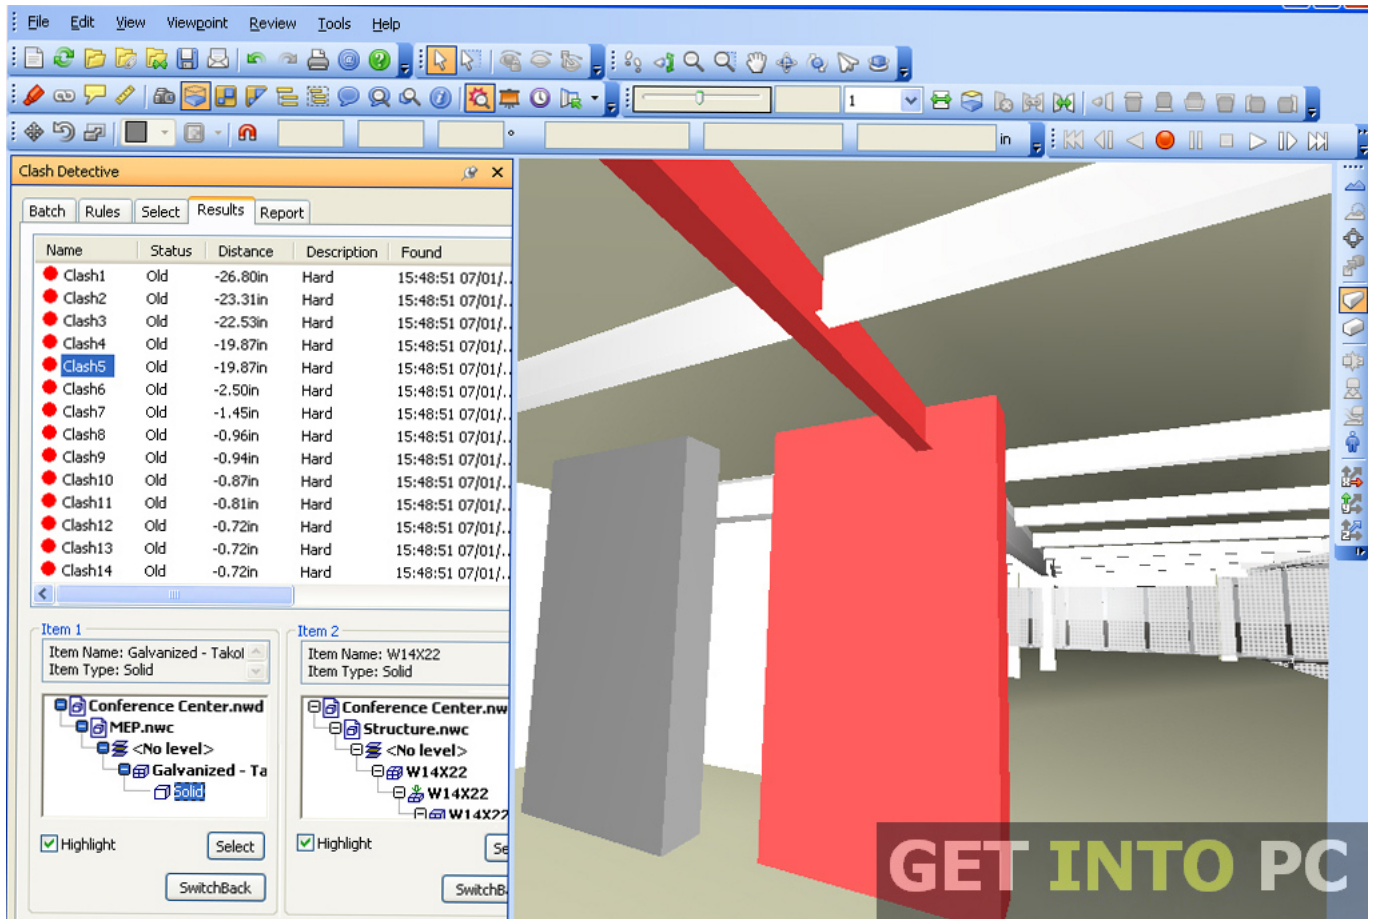 File Edit View Viewpoint Review Tools Help
1
in
Clash Detective
Batch Rules Select Results Report
Name Status Distance Description Found
Clash1 Old -26.80in Hard 15:48:51 07/01/..
Clash2 Old -23.31in Hard 15:48:51 07/01/..
Clash3 Old -22.53in Hard 15:48:51 07/01/..
Clash4 Old -19.87in Hard 15:48:51 07/01/..
Clash5 Old -19.87in Hard 15:48:51 07/01/..
Clash6 Old -2.50in Hard 15:48:51 07/01/..
Clash7 Old -1.45in Hard 15:48:51 07/01/..
Clash8 Old -0.96in Hard 15:48:51 07/01/..
Clash9 Old -0.94in Hard 15:48:51 07/01/..
Clash10 Old -0.87in Hard 15:48:51 07/01/..
Clash11 Old -0.81in Hard 15:48:51 07/01/..
Clash12 Old -0.72in Hard 15:48:51 07/01/..
Clash13 Old -0.72in Hard 15:48:51 07/01/..
Clash14 Old -0.72in Hard 15:48:51 07/01/..
Item 1
Item Name: Galvanized - Takol
Item Type: Solid
Conference Center.nwd
MEP.nwc
<No level>
Galvanized - Ta
Solid
Highlight
Select
SwitchBack
Item 2
Item Name: W14X22
Item Type: Solid
Conference Center.nw
Structure.nwc
<No level>
W14X22
W14X22
W14X22
Highlight
Se
SwitchB
GET INTO PC